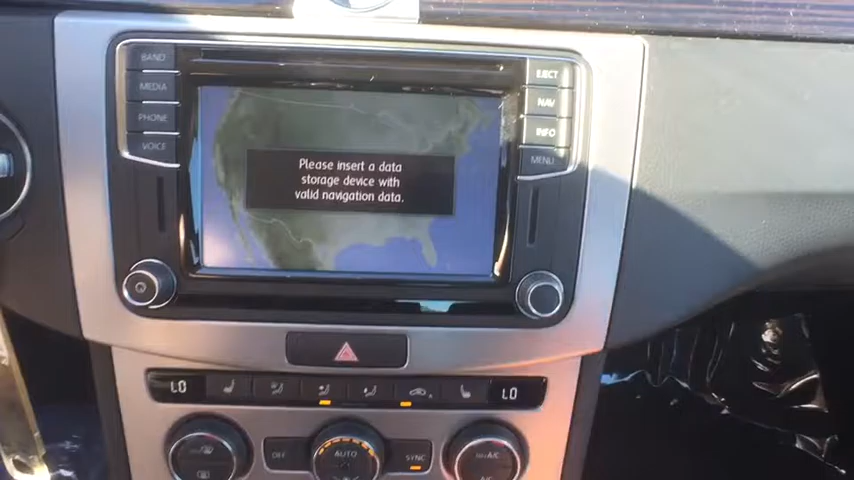 BAND
MEDIA
PHONE
VOICE
EJECT
NAV
INFO
MENU
Please insert a data
storage device with
valid navigation data.
LO
LO
OFF
AUTO
SYNC
A/C